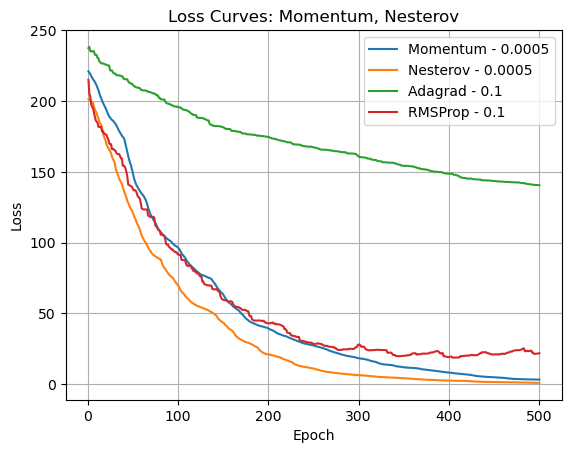 Loss Curves: Momentum, Nesterov
Momentum - 0.0005
Nesterov - 0.0005
Adagrad - 0.1
RMSProp - 0.1
Loss
250
200
150
100
50
0
0 100 200 300 400 500
Epoch